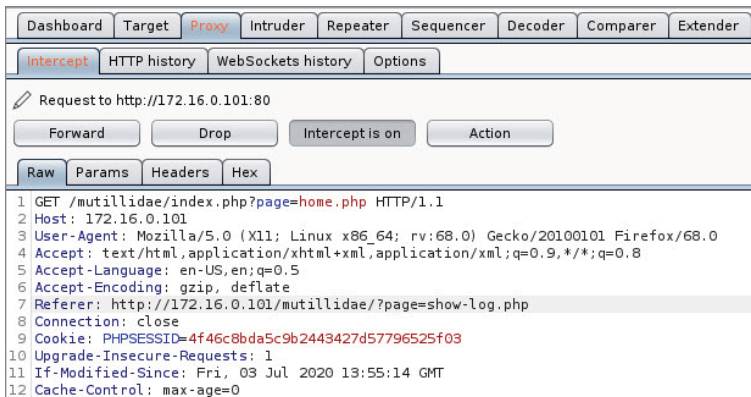 Dashboard Target Proxy Intruder Repeater Sequencer Decoder Comparer Extender
Intercept HTTP history WebSockets history Options
Request to http://172.16.0.101:80
Forward Drop Intercept is on Action
Raw Params Headers Hex
1 GET /mutillidae/index.php?page=home.php HTTP/1.1
2 Host: 172.16.0.101
3 User-Agent: Mozilla/5.0 (X11; Linux x86_64; rv:68.0) Gecko/20100101 Firefox/68.0
4 Accept: text/html,application/xhtml+xml,application/xml;q=0.9,*/*;q=0.8
5 Accept-Language: en-US,en;q=0.5
6 Accept-Encoding: gzip, deflate
7 Referer: http://172.16.0.101/mutillidae/?page=show-log.php
8 Connection: close
9 Cookie: PHPSESSID=4f46c8bda5c9b2443427d57796525f03
10 Upgrade-Insecure-Requests: 1
11 If-Modified-Since: Fri, 03 Jul 2020 13:55:14 GMT
12 Cache-Control: max-age=0